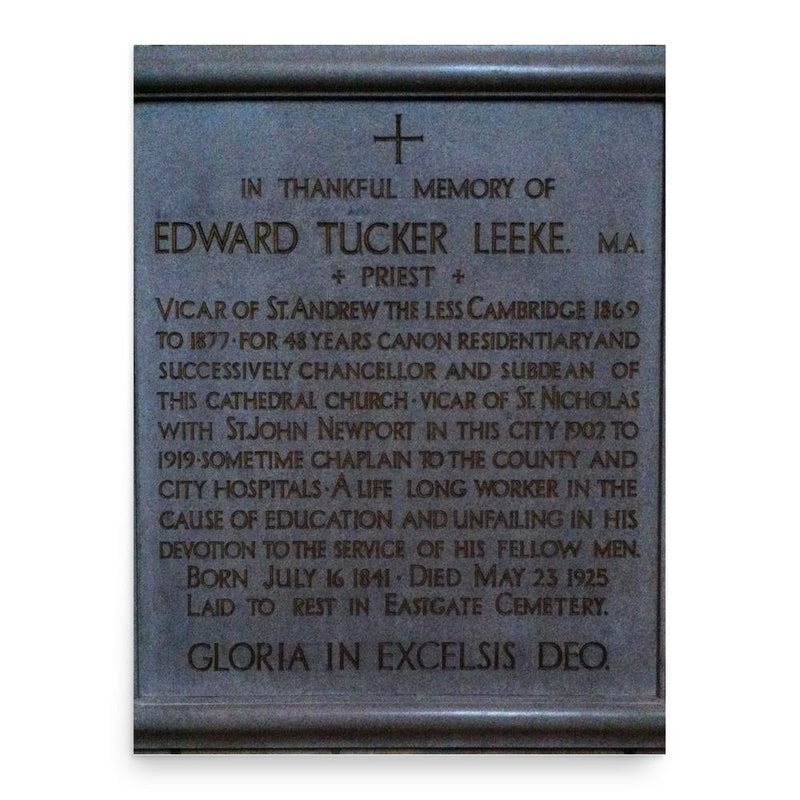 IN THANKFUL MEMORY OF
EDWARD TUCKER LEEKE. M.A.
+ PRIEST +
VICAR OF ST. ANDREW THE LESS CAMBRIDGE 1869
TO 1877 · FOR 48 YEARS CANON RESIDENTIARY AND
SUCCESSIVELY CHANCELLOR AND SUBDEAN OF
THIS CATHEDRAL CHURCH · VICAR OF ST. NICHOLAS
WITH ST. JOHN NEWPORT IN THIS CITY 1902 TO
1919 · SOMETIME CHAPLAIN TO THE COUNTY AND
CITY HOSPITALS · A LIFE LONG WORKER IN THE
CAUSE OF EDUCATION AND UNFAILING IN HIS
DEVOTION TO THE SERVICE OF HIS FELLOW MEN.
BORN JULY 16 1841 · DIED MAY 23 1925
LAID TO REST IN EASTGATE CEMETERY.
GLORIA IN EXCELSIS DEO.